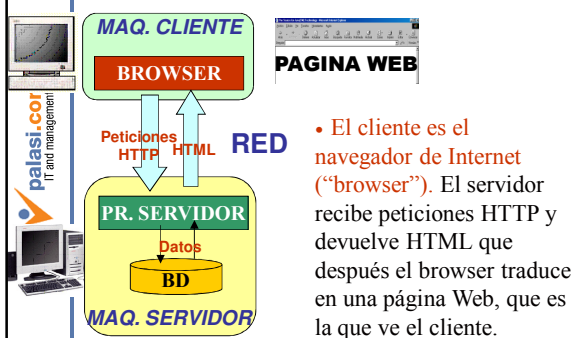 MAQ. CLIENTE
BROWSER
PAGINA WEB
Peticiones
HTTP
HTML
RED
palasi.com
IT and management
PR. SERVIDOR
Datos
BD
MAQ. SERVIDOR
• El cliente es el
navegador de Internet
(“browser”). El servidor
recibe peticiones HTTP y
devuelve HTML que
después el browser traduce
en una página Web, que es
la que ve el cliente.